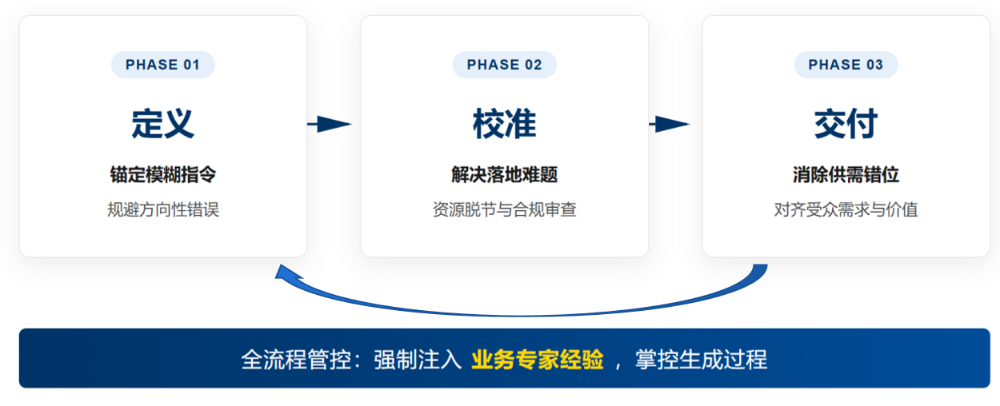 PHASE 01
定义
锚定模糊指令
规避方向性错误
PHASE 02
校准
解决落地难题
资源脱节与合规审查
PHASE 03
交付
消除供需错位
对齐受众需求与价值
全流程管控：强制注入 业务专家经验 ，掌控生成过程